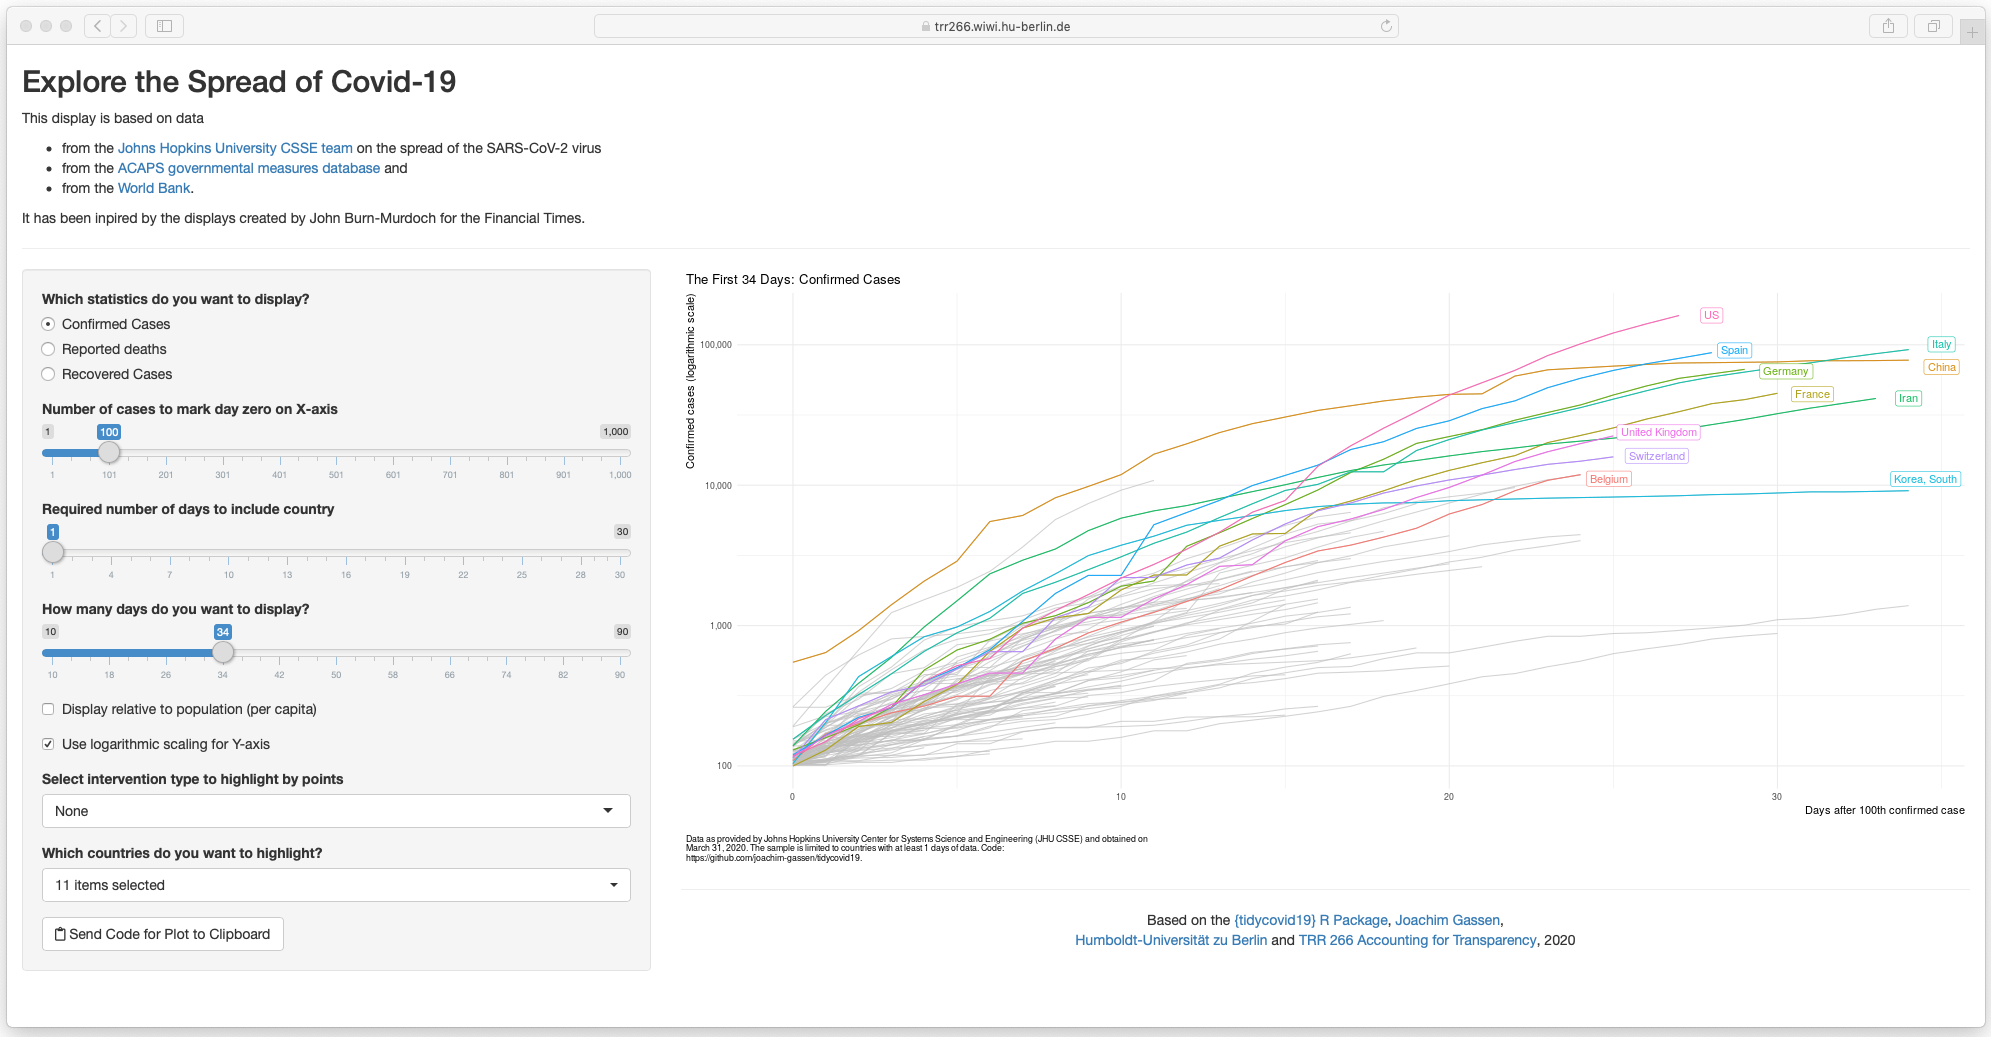 trr266.wiwi.hu-berlin.de
Explore the Spread of Covid-19
This display is based on data
• from the Johns Hopkins University CSSE team on the spread of the SARS-CoV-2 virus
• from the ACAPS governmental measures database and
• from the World Bank.
It has been inpired by the displays created by John Burn-Murdoch for the Financial Times.
Which statistics do you want to display?
Confirmed Cases
Reported deaths
Recovered Cases
Number of cases to mark day zero on X-axis
1 100 1,000
1 101 201 301 401 501 601 701 801 901 1,000
Required number of days to include country
1 30
1 4 7 10 13 16 19 22 25 28 30
How many days do you want to display?
10 34 90
10 18 26 34 42 50 58 66 74 82 90
Display relative to population (per capita)
Use logarithmic scaling for Y-axis
Select intervention type to highlight by points
None
Which countries do you want to highlight?
11 items selected
Send Code for Plot to Clipboard
The First 34 Days: Confirmed Cases
Confirmed cases (logarithmic scale)
100,000
10,000
1,000
100
US
Spain
Italy
China
Germany
France
Iran
United Kingdom
Switzerland
Belgium
Korea, South
0 10 20 30
Days after 100th confirmed case
Data as provided by Johns Hopkins University Center for Systems Science and Engineering (JHU CSSE) and obtained on
March 31, 2020. The sample is limited to countries with at least 1 days of data. Code:
https://github.com/joachim-gassen/tidycovid19.
Based on the {tidycovid19} R Package, Joachim Gassen,
Humboldt-Universität zu Berlin and TRR 266 Accounting for Transparency, 2020